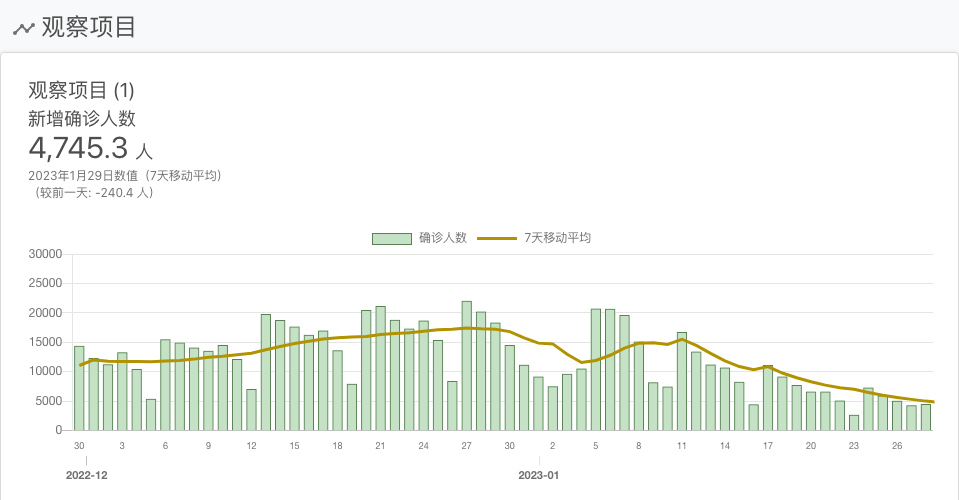 观察项目
观察项目 (1)
新增确诊人数
4,745.3 人
2023年1月29日数值（7天移动平均）
（较前一天: -240.4 人）
确诊人数 7天移动平均
30000
25000
20000
15000
10000
5000
0
30 3 6 9 12 15 18 21 24 27 30 2 5 8 11 14 17 20 23 26
2022-12 2023-01